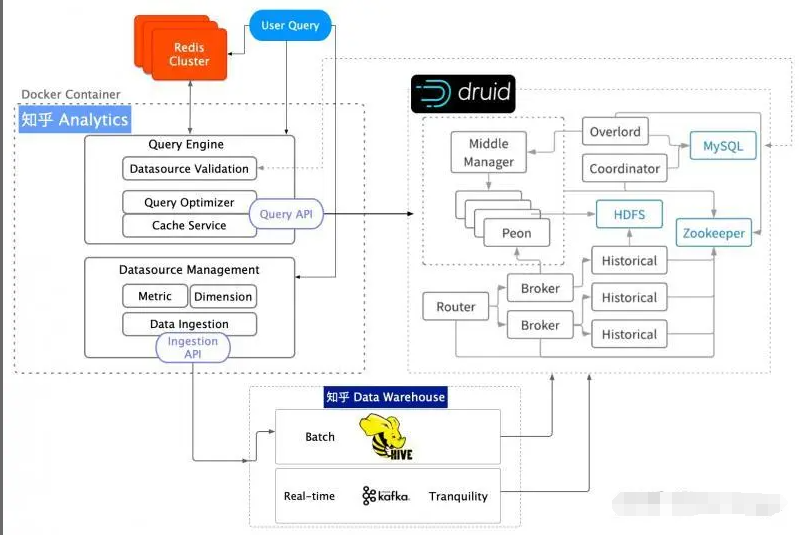 User Query
Redis
Cluster
Docker Container
知乎 Analytics
Query Engine
Datasource Validation
Query Optimizer
Cache Service
Query API
Datasource Management
Metric
Dimension
Data Ingestion
Ingestion
API
druid
Middle
Manager
Peon
Overlord
Coordinator
MySQL
HDFS
Zookeeper
Router
Broker
Broker
Historical
Historical
Historical
知乎 Data Warehouse
Batch
HIVE
Real-time
kafka
Tranquility